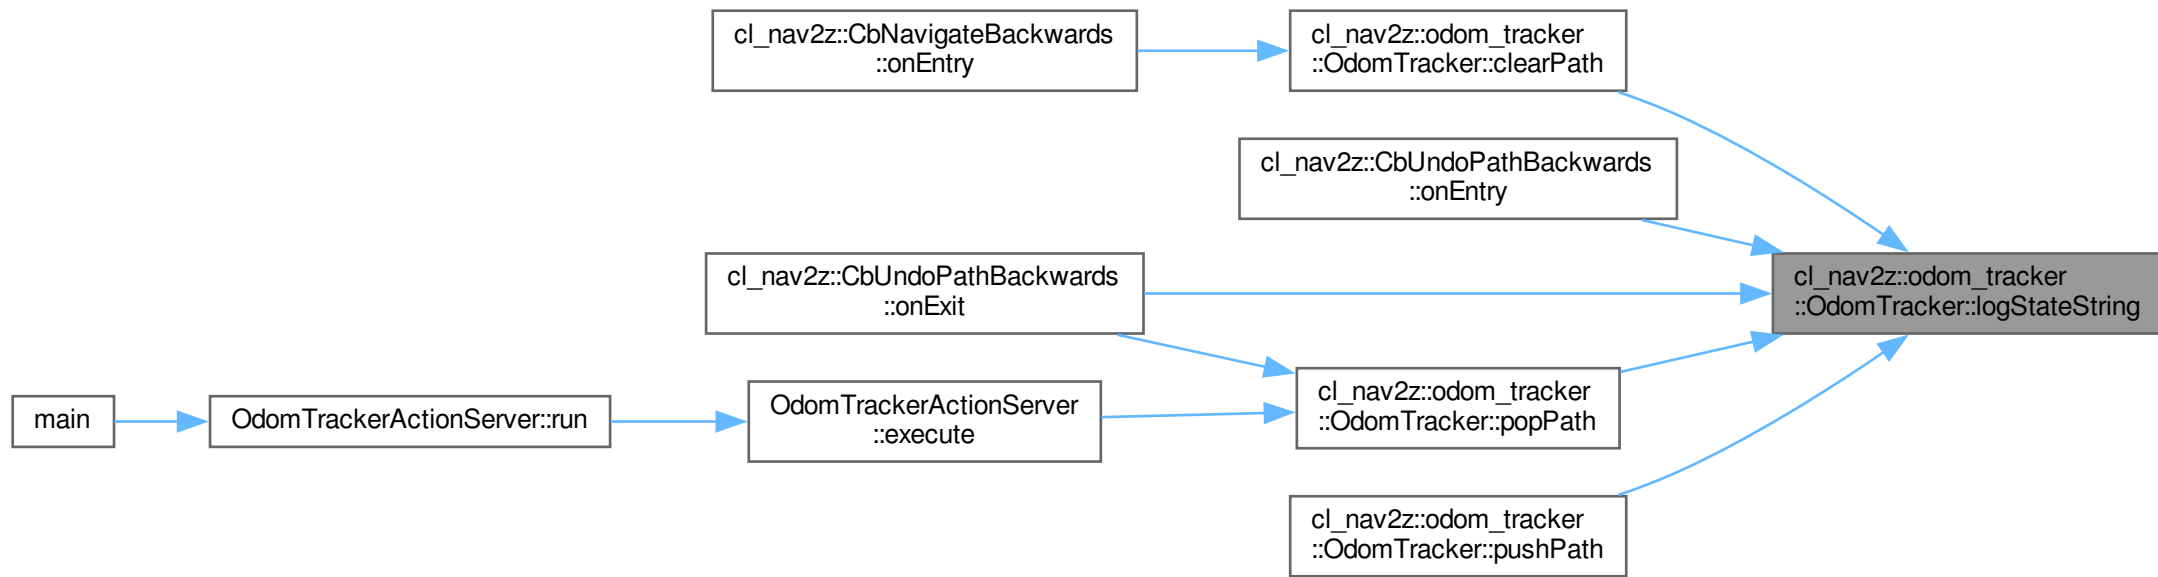 cl_nav2z::CbNavigateBackwards
::onEntry
cl_nav2z::odom_tracker
::OdomTracker::clearPath
cl_nav2z::CbUndoPathBackwards
::onEntry
cl_nav2z::CbUndoPathBackwards
::onExit
cl_nav2z::odom_tracker
::OdomTracker::logStateString
main
OdomTrackerActionServer::run
OdomTrackerActionServer
::execute
cl_nav2z::odom_tracker
::OdomTracker::popPath
cl_nav2z::odom_tracker
::OdomTracker::pushPath